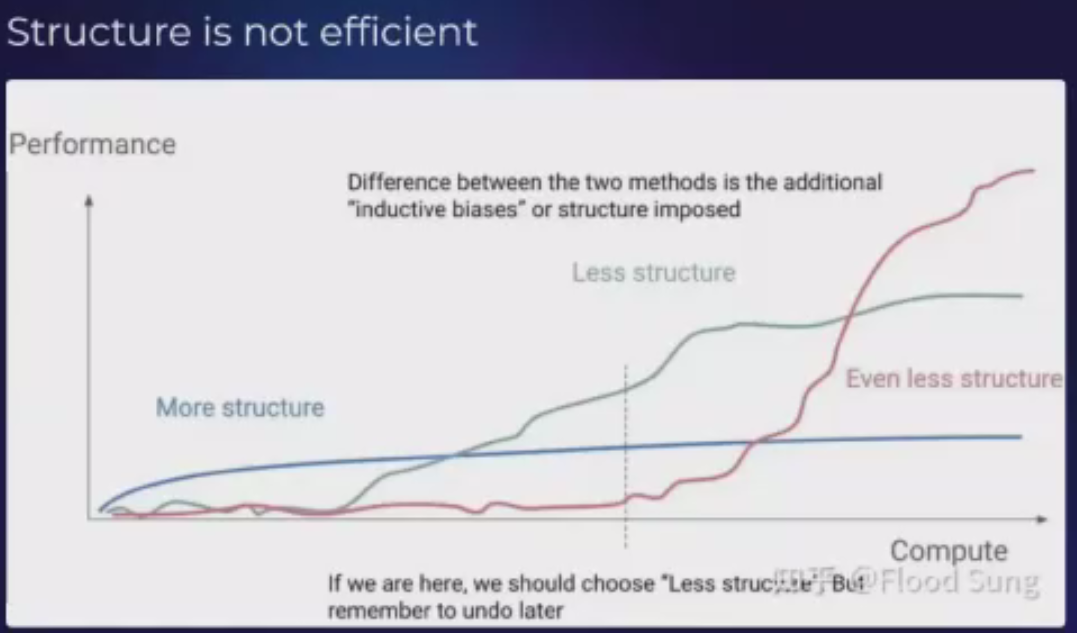 Structure is not efficient
Performance
Difference between the two methods is the additional
"inductive biases" or structure imposed
Less structure
Even less structure
More structure
Compute
If we are here, we should choose "Less structure". But
remember to undo later
知乎 @Flood Sung